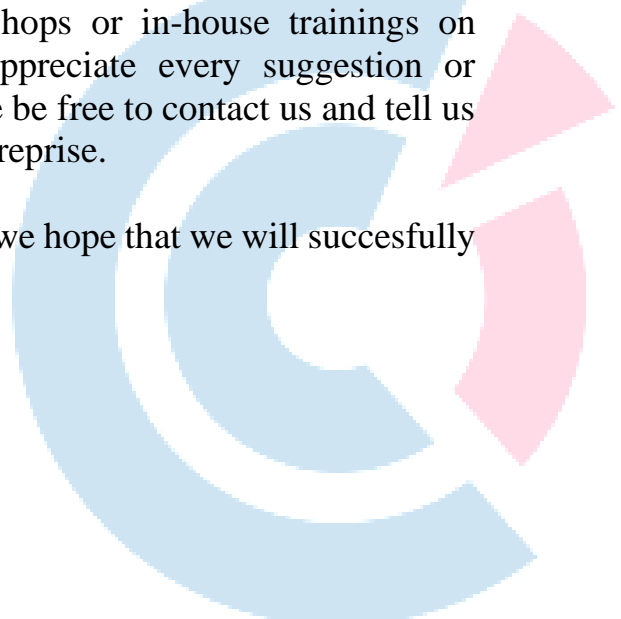 hops or in-house trainings on
ppreciate every suggestion or
e be free to contact us and tell us
reprise.
we hope that we will succesfully